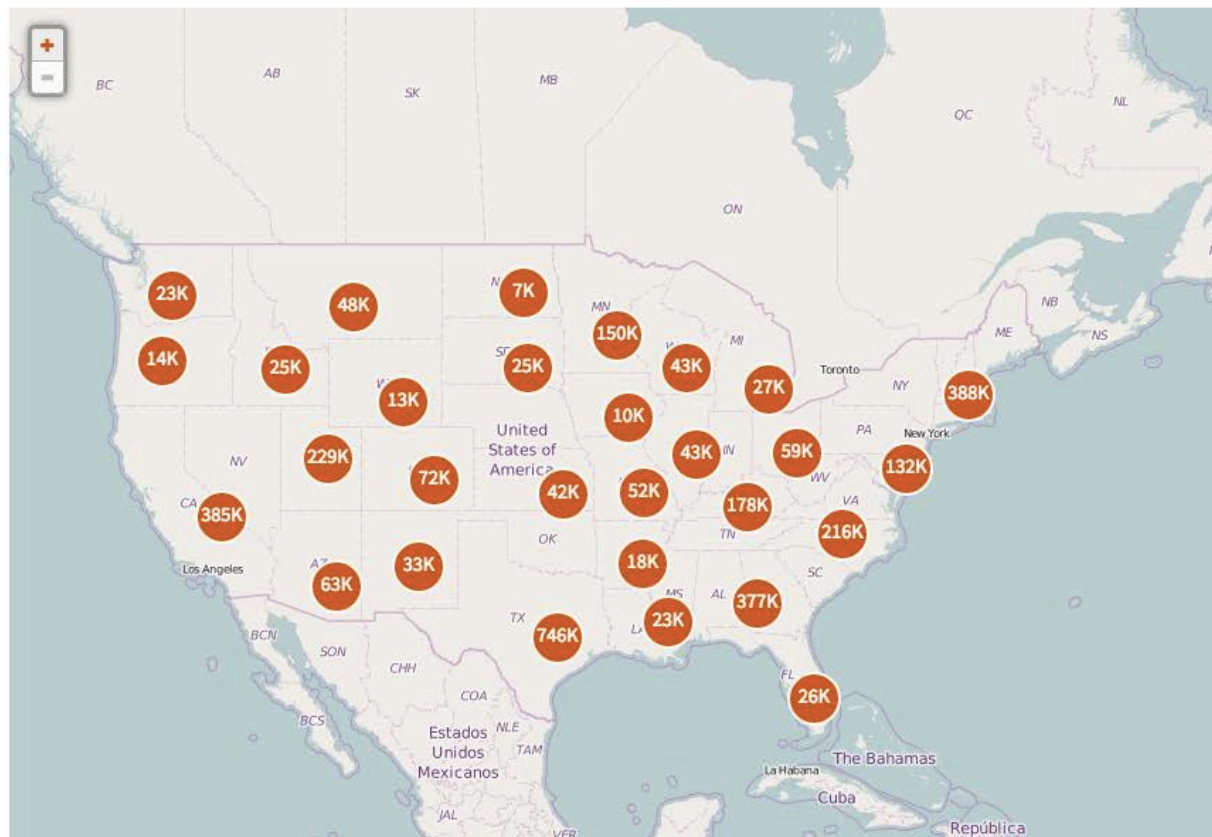 +
-
BC
AB
SK
MB
ON
QC
NL
NB
NS
ME
23K
48K
7K
MN
150K
MI
14K
25K
25K
43K
27K
Toronto
NY
388K
13K
10K
New York
PA
United
States of
America
NV
229K
72K
42K
52K
43K
IN
59K
WV
132K
CA
385K
178K
VA
TN
216K
OK
Los Angeles
63K
33K
18K
SC
MS
AL
377K
TX
746K
23K
BCN
SON
CHH
COA
FL
26K
BCS
NLE
TAM
Estados
Unidos
Mexicanos
The Bahamas
La Habana
Cuba
JAL
VER
República